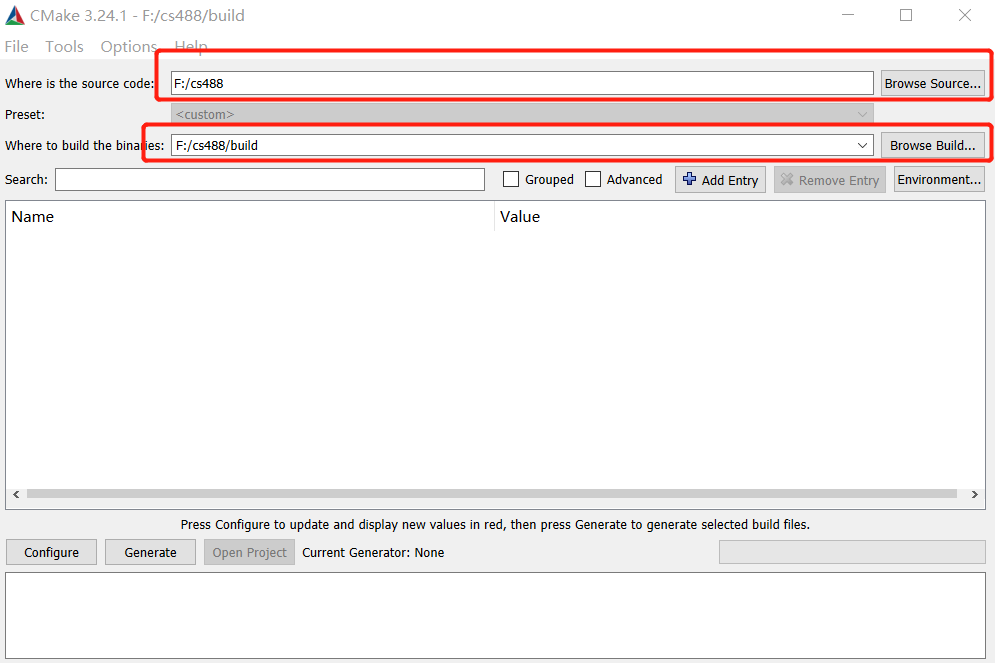 CMake 3.24.1 - F:/cs488/build
File Tools Options Help
Where is the source code: F:/cs488 Browse Source...
Preset: <custom>
Where to build the binaries: F:/cs488/build Browse Build...
Search: Grouped Advanced Add Entry Remove Entry Environment...
Name Value
Press Configure to update and display new values in red, then press Generate to generate selected build files.
Configure Generate Open Project Current Generator: None